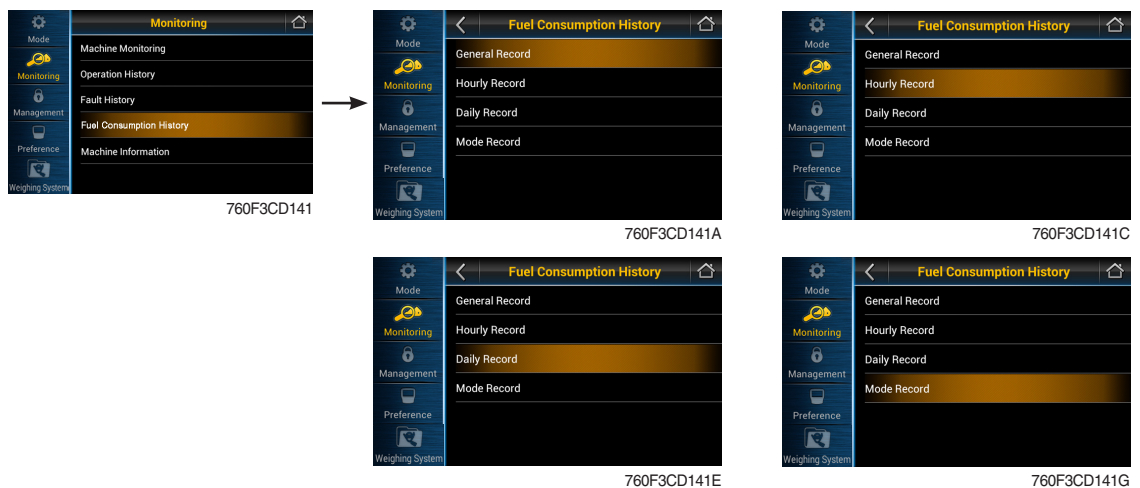 Monitoring
Mode
Monitoring
Management
Preference
Weighing System
Machine Monitoring
Operation History
Fault History
Fuel Consumption History
Machine Information
760F3CD141
Fuel Consumption History
Mode
Monitoring
Management
Preference
Weighing System
General Record
Hourly Record
Daily Record
Mode Record
760F3CD141A
Fuel Consumption History
Mode
Monitoring
Management
Preference
Weighing System
General Record
Hourly Record
Daily Record
Mode Record
760F3CD141C
Fuel Consumption History
Mode
Monitoring
Management
Preference
Weighing System
General Record
Hourly Record
Daily Record
Mode Record
760F3CD141E
Fuel Consumption History
Mode
Monitoring
Management
Preference
Weighing System
General Record
Hourly Record
Daily Record
Mode Record
760F3CD141G